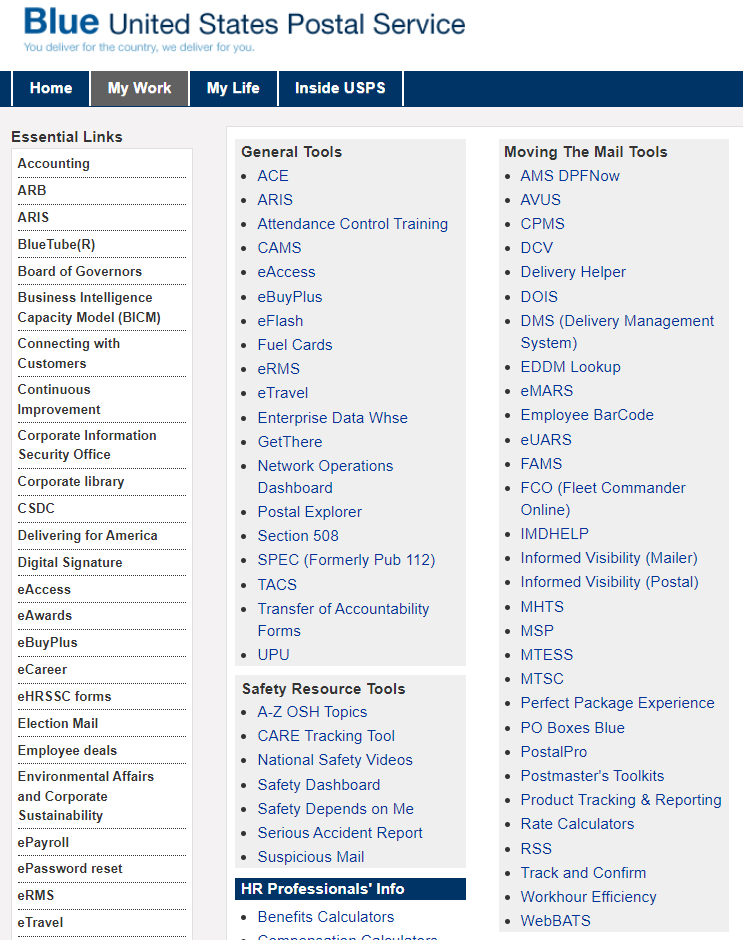 Blue United States Postal Service
You deliver for the country, we deliver for you.
Home
My Work
My Life
Inside USPS
Essential Links
Accounting
ARB
ARIS
BlueTube(R)
Board of Governors
Business Intelligence
Capacity Model (BICM)
Connecting with
Customers
Continuous
Improvement
Corporate Information
Security Office
Corporate library
CSDC
Delivering for America
Digital Signature
eAccess
eAwards
eBuyPlus
eCareer
eHRSSC forms
Election Mail
Employee deals
Environmental Affairs
and Corporate
Sustainability
ePayroll
ePassword reset
eRMS
eTravel
General Tools
ACE
ARIS
Attendance Control Training
CAMS
eAccess
eBuyPlus
eFlash
Fuel Cards
eRMS
eTravel
Enterprise Data Whse
GetThere
Network Operations
Dashboard
Postal Explorer
Section 508
SPEC (Formerly Pub 112)
TACS
Transfer of Accountability
Forms
UPU
Safety Resource Tools
A-Z OSH Topics
CARE Tracking Tool
National Safety Videos
Safety Dashboard
Safety Depends on Me
Serious Accident Report
Suspicious Mail
HR Professionals' Info
Benefits Calculators
Compensation Calculators
Moving The Mail Tools
AMS DPFNow
AVUS
CPMS
DCV
Delivery Helper
DOIS
DMS (Delivery Management
System)
EDDM Lookup
eMARS
Employee BarCode
eUARS
FAMS
FCO (Fleet Commander
Online)
IMDHELP
Informed Visibility (Mailer)
Informed Visibility (Postal)
MHTS
MSP
MTESS
MTSC
Perfect Package Experience
PO Boxes Blue
PostalPro
Postmaster's Toolkits
Product Tracking & Reporting
Rate Calculators
RSS
Track and Confirm
Workhour Efficiency
WebBATS